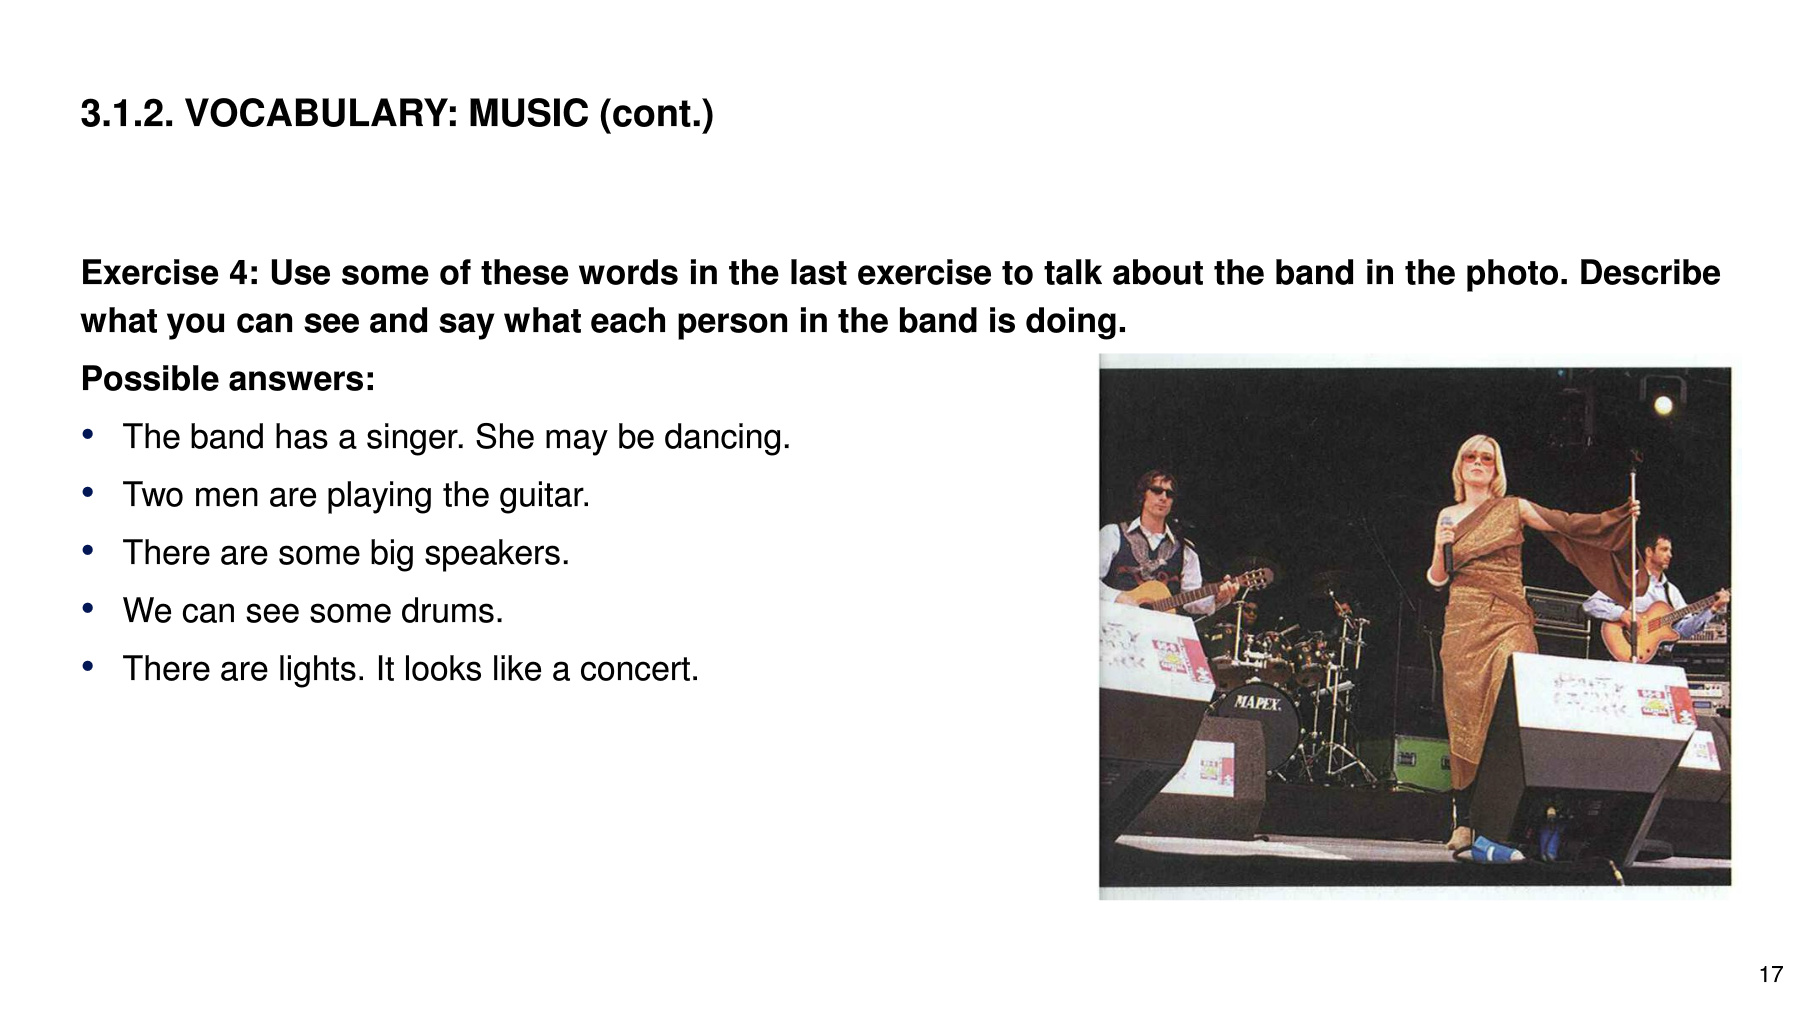 3.1.2. VOCABULARY: MUSIC (cont.)
Exercise 4: Use some of these words in the last exercise to talk about the band in the photo. Describe
what you can see and say what each person in the band is doing.
Possible answers:
• The band has a singer. She may be dancing.
• Two men are playing the guitar.
• There are some big speakers.
• We can see some drums.
• There are lights. It looks like a concert.
MAPEX.
17